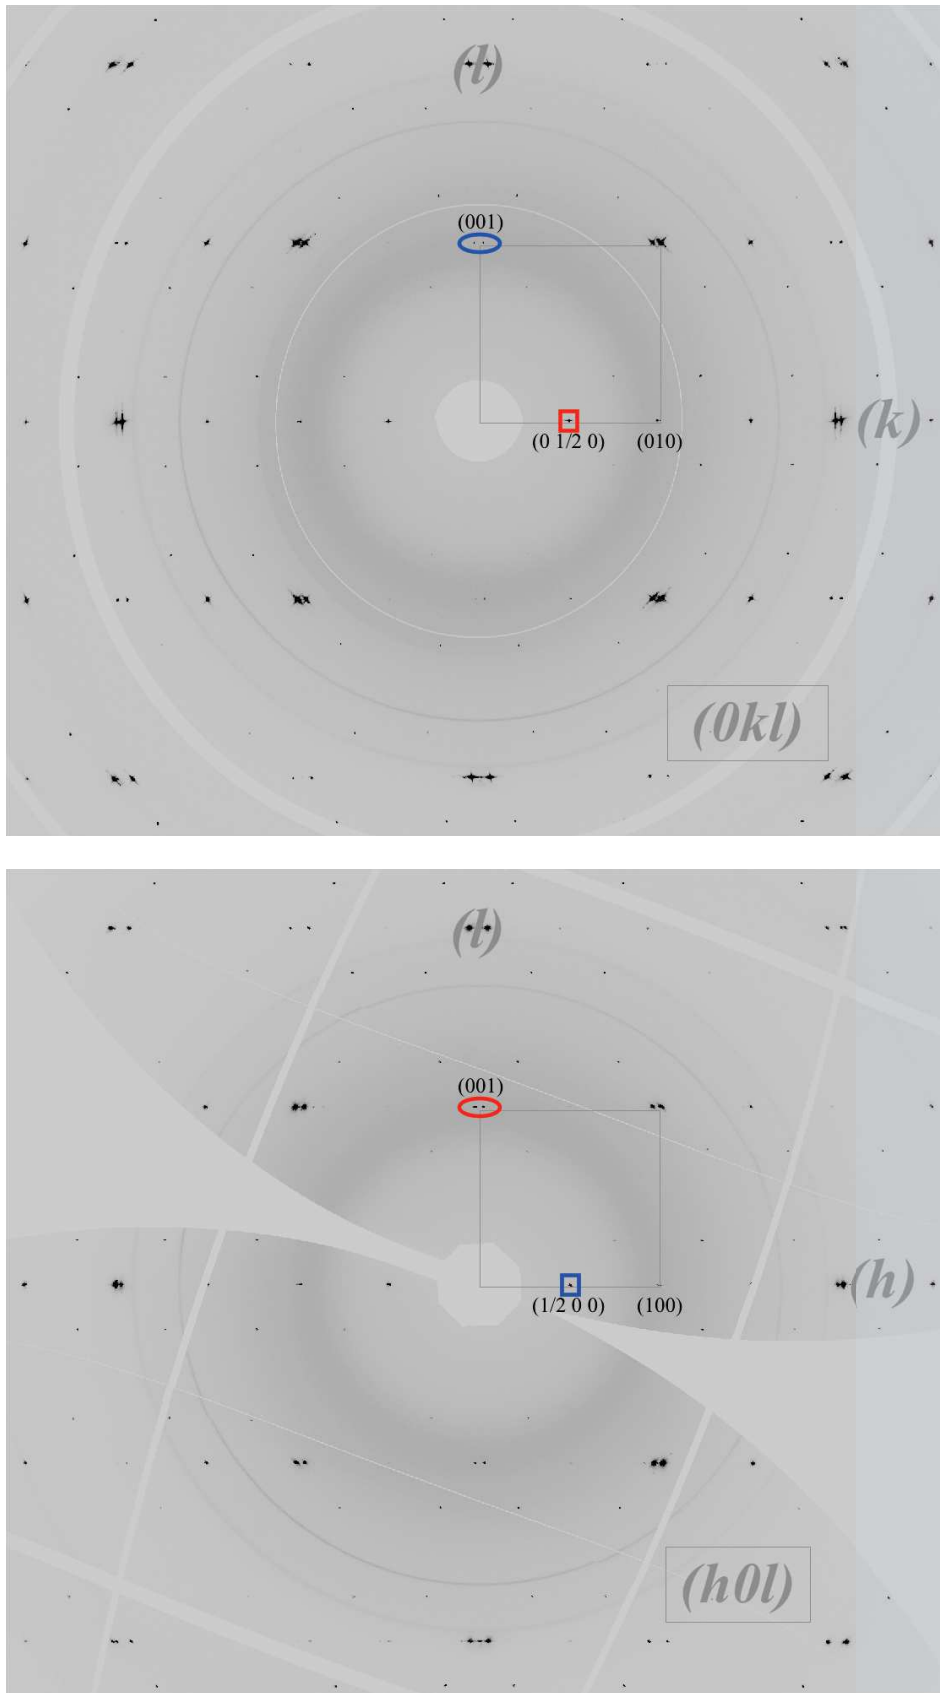 (l)
(001)
(k)
(0 1/2 0)
(010)
(0kl)
(l)
(001)
(h)
(1/2 0 0)
(100)
(h0l)